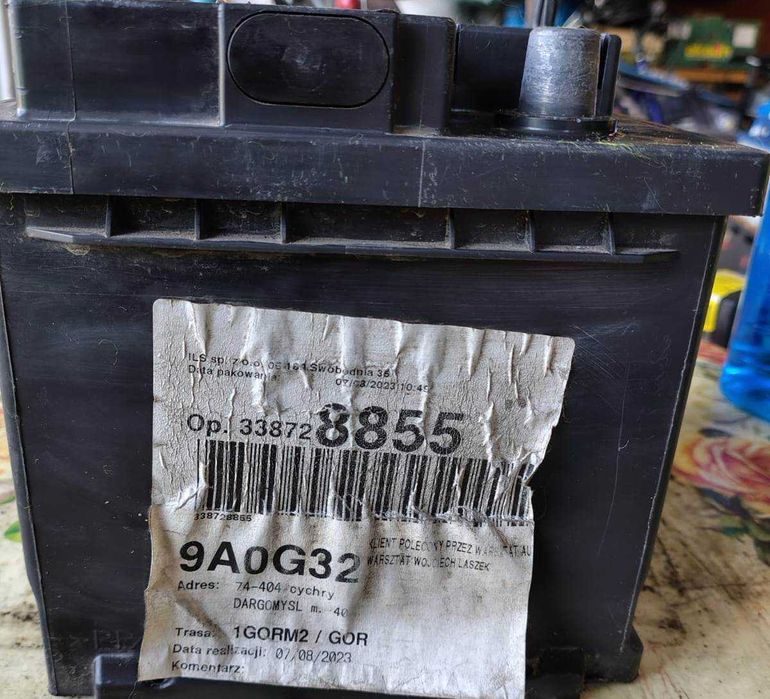 ILS sp. z o.o. 05-161 Swobodnia 35
Data pakowania: 07/08/2023 10:49
Op. 338728855
338728855
9A0G32
KLIENT POLECONY PRZEZ WARSZTAT/AU
WARSZTAT WOJCIECH LASZEK
Adres: 74-404 cychry
DARGOMYSL m. 40
Trasa: 1GORM2 / GOR
Data realizacji: 07/08/2023
Komentarz: